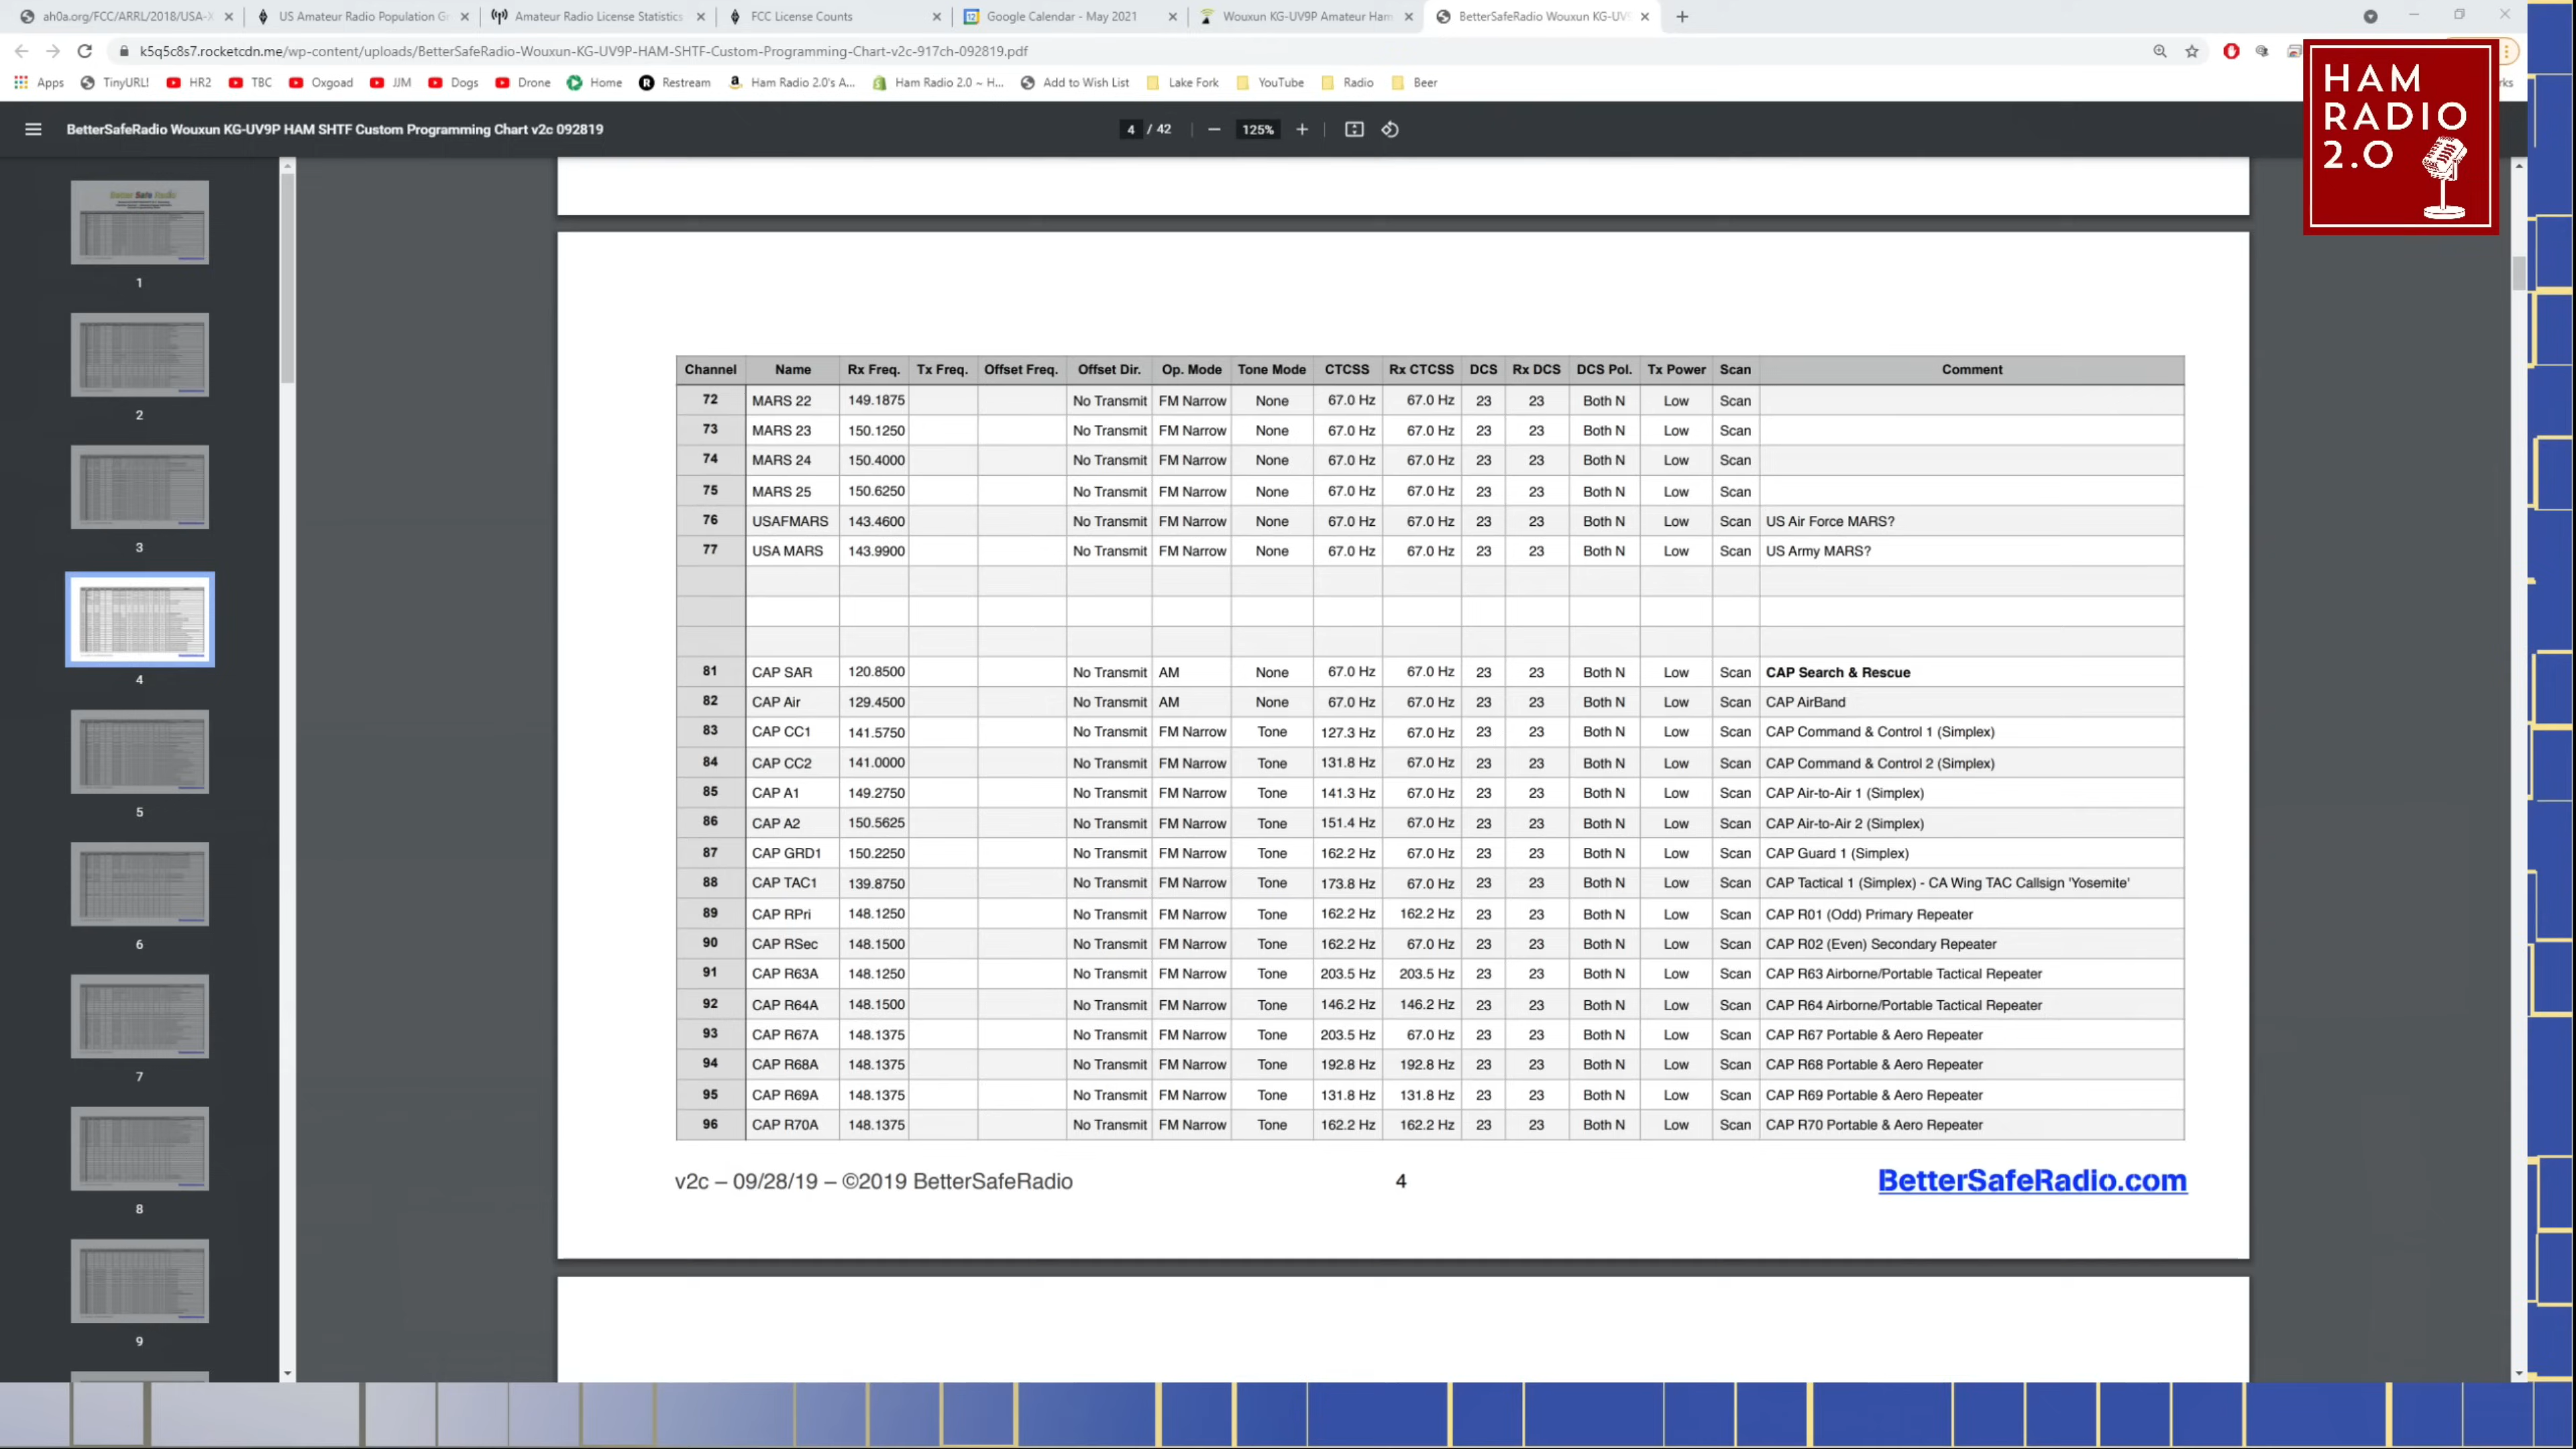 ah0a.org/FCC/ARRL/2018/USA-X US Amateur Radio Population Gr Amateur Radio License Statistics FCC License Counts Google Calendar - May 2021 Wouxun KG-UV9P Amateur Ham BetterSafeRadio Wouxun KG-UV9
k5q5c8s7.rocketcdn.me/wp-content/uploads/BetterSafeRadio-Wouxun-KG-UV9P-HAM-SHTF-Custom-Programming-Chart-v2c-917ch-092819.pdf
Apps TinyURL! HR2 TBC Oxgoad JJM Dogs Drone Home Restream Ham Radio 2.0's A... Ham Radio 2.0 ~ H... Add to Wish List Lake Fork YouTube Radio Beer
HAM
RADIO
2.0
BetterSafeRadio Wouxun KG-UV9P HAM SHTF Custom Programming Chart v2c 092819 4 / 42 125%
1
2
3
4
5
6
7
8
9
Channel Name Rx Freq. Tx Freq. Offset Freq. Offset Dir. Op. Mode Tone Mode CTCSS Rx CTCSS DCS Rx DCS DCS Pol. Tx Power Scan Comment
72 MARS 22 149.1875 No Transmit FM Narrow None 67.0 Hz 67.0 Hz 23 23 Both N Low Scan
73 MARS 23 150.1250 No Transmit FM Narrow None 67.0 Hz 67.0 Hz 23 23 Both N Low Scan
74 MARS 24 150.4000 No Transmit FM Narrow None 67.0 Hz 67.0 Hz 23 23 Both N Low Scan
75 MARS 25 150.6250 No Transmit FM Narrow None 67.0 Hz 67.0 Hz 23 23 Both N Low Scan
76 USAFMARS 143.4600 No Transmit FM Narrow None 67.0 Hz 67.0 Hz 23 23 Both N Low Scan US Air Force MARS?
77 USA MARS 143.9900 No Transmit FM Narrow None 67.0 Hz 67.0 Hz 23 23 Both N Low Scan US Army MARS?
81 CAP SAR 120.8500 No Transmit AM None 67.0 Hz 67.0 Hz 23 23 Both N Low Scan CAP Search & Rescue
82 CAP Air 129.4500 No Transmit AM None 67.0 Hz 67.0 Hz 23 23 Both N Low Scan CAP AirBand
83 CAP CC1 141.5750 No Transmit FM Narrow Tone 127.3 Hz 67.0 Hz 23 23 Both N Low Scan CAP Command & Control 1 (Simplex)
84 CAP CC2 141.0000 No Transmit FM Narrow Tone 131.8 Hz 67.0 Hz 23 23 Both N Low Scan CAP Command & Control 2 (Simplex)
85 CAP A1 149.2750 No Transmit FM Narrow Tone 141.3 Hz 67.0 Hz 23 23 Both N Low Scan CAP Air-to-Air 1 (Simplex)
86 CAP A2 150.5625 No Transmit FM Narrow Tone 151.4 Hz 67.0 Hz 23 23 Both N Low Scan CAP Air-to-Air 2 (Simplex)
87 CAP GRD1 150.2250 No Transmit FM Narrow Tone 162.2 Hz 67.0 Hz 23 23 Both N Low Scan CAP Guard 1 (Simplex)
88 CAP TAC1 139.8750 No Transmit FM Narrow Tone 173.8 Hz 67.0 Hz 23 23 Both N Low Scan CAP Tactical 1 (Simplex) - CA Wing TAC Callsign 'Yosemite'
89 CAP RPri 148.1250 No Transmit FM Narrow Tone 162.2 Hz 162.2 Hz 23 23 Both N Low Scan CAP R01 (Odd) Primary Repeater
90 CAP RSec 148.1500 No Transmit FM Narrow Tone 162.2 Hz 67.0 Hz 23 23 Both N Low Scan CAP R02 (Even) Secondary Repeater
91 CAP R63A 148.1250 No Transmit FM Narrow Tone 203.5 Hz 203.5 Hz 23 23 Both N Low Scan CAP R63 Airborne/Portable Tactical Repeater
92 CAP R64A 148.1500 No Transmit FM Narrow Tone 146.2 Hz 146.2 Hz 23 23 Both N Low Scan CAP R64 Airborne/Portable Tactical Repeater
93 CAP R67A 148.1375 No Transmit FM Narrow Tone 203.5 Hz 67.0 Hz 23 23 Both N Low Scan CAP R67 Portable & Aero Repeater
94 CAP R68A 148.1375 No Transmit FM Narrow Tone 192.8 Hz 192.8 Hz 23 23 Both N Low Scan CAP R68 Portable & Aero Repeater
95 CAP R69A 148.1375 No Transmit FM Narrow Tone 131.8 Hz 131.8 Hz 23 23 Both N Low Scan CAP R69 Portable & Aero Repeater
96 CAP R70A 148.1375 No Transmit FM Narrow Tone 162.2 Hz 162.2 Hz 23 23 Both N Low Scan CAP R70 Portable & Aero Repeater
v2c – 09/28/19 – ©2019 BetterSafeRadio 4 BetterSafeRadio.com